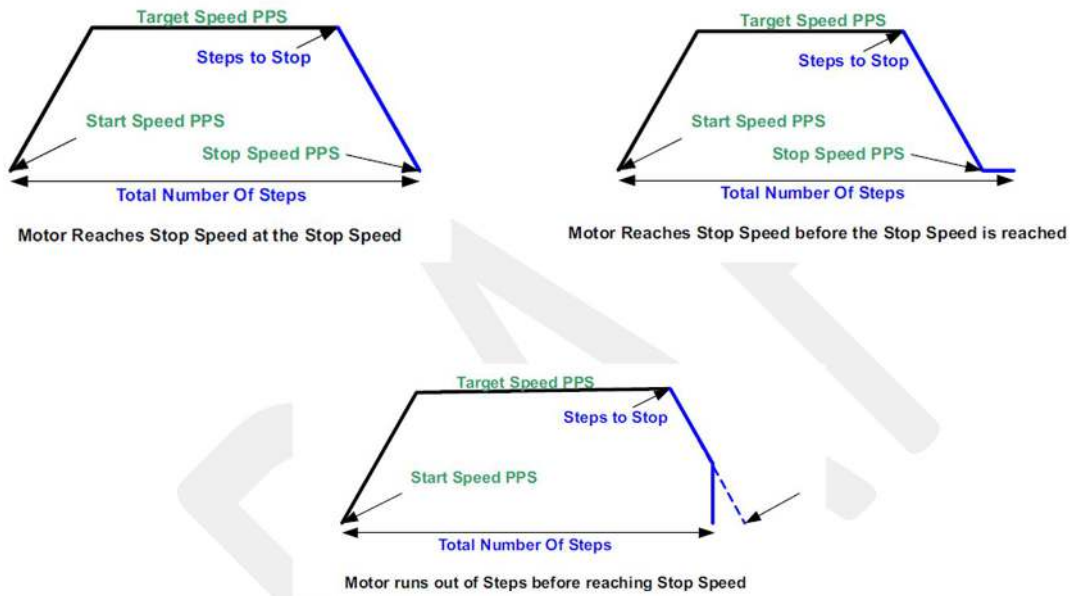 Target Speed PPS
Steps to Stop
Start Speed PPS
Stop Speed PPS
Total Number Of Steps
Motor Reaches Stop Speed at the Stop Speed
Target Speed PPS
Steps to Stop
Start Speed PPS
Stop Speed PPS
Total Number Of Steps
Motor Reaches Stop Speed before the Stop Speed is reached
Target Speed PPS
Steps to Stop
Start Speed PPS
Total Number Of Steps
Motor runs out of Steps before reaching Stop Speed